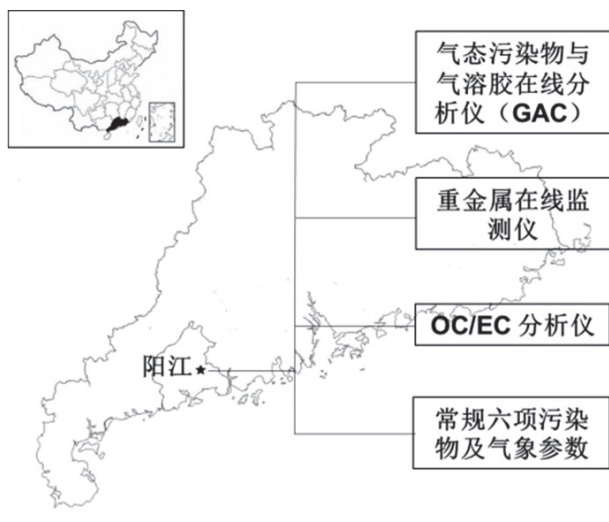 气态污染物与
气溶胶在线分
析仪（GAC）
重金属在线监
测仪
OC/EC 分析仪
阳江
常规六项污染
物及气象参数